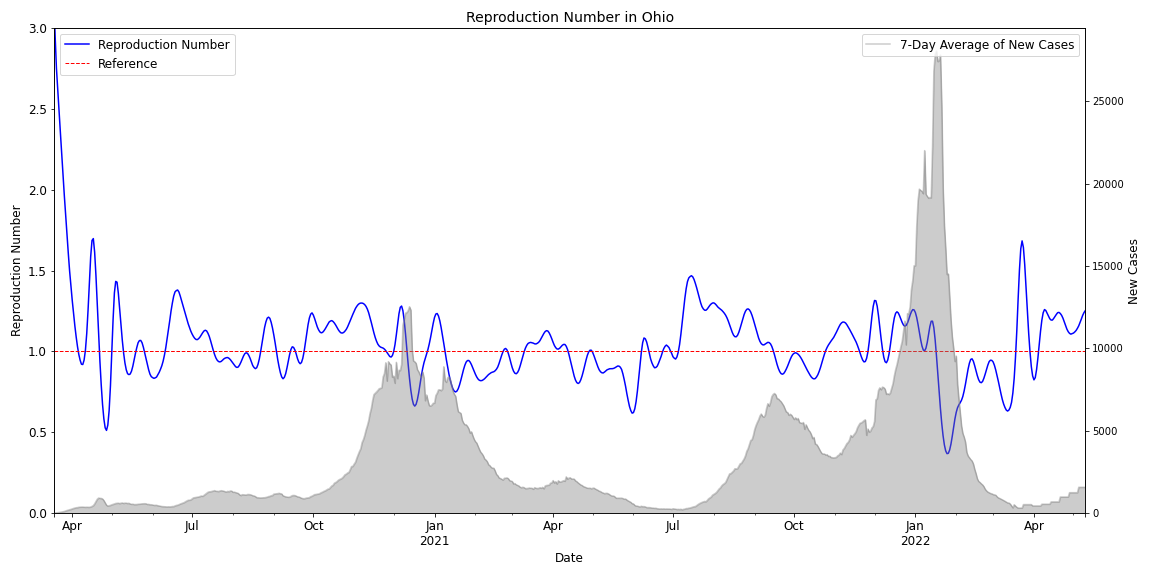 Reproduction Number in Ohio
Reproduction Number
Reference
7-Day Average of New Cases
Reproduction Number
3.0
2.5
2.0
1.5
1.0
0.5
0.0
25000
20000
15000
10000
5000
0
New Cases
Apr
Jul
Oct
Jan
2021
Apr
Jul
Oct
Jan
2022
Apr
Date